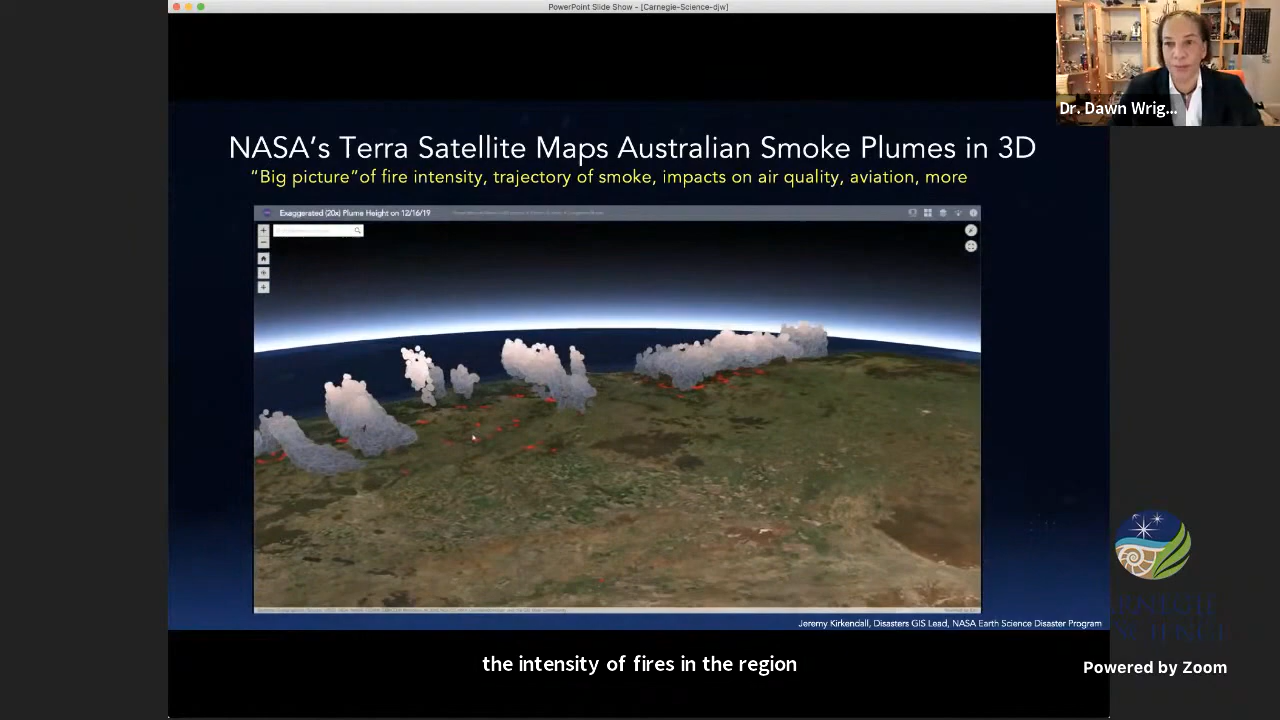 PowerPoint Slide Show - [Carnegie-Science-djw]
Dr. Dawn Wrig...
NASA's Terra Satellite Maps Australian Smoke Plumes in 3D
"Big picture"of fire intensity, trajectory of smoke, impacts on air quality, aviation, more
Exaggerated (20x) Plume Height on 12/16/19
Jeremy Kirkendall, Disasters GIS Lead, NASA Earth Science Disaster Program
CARNEGIE
SCIENCE
the intensity of fires in the region
Powered by Zoom